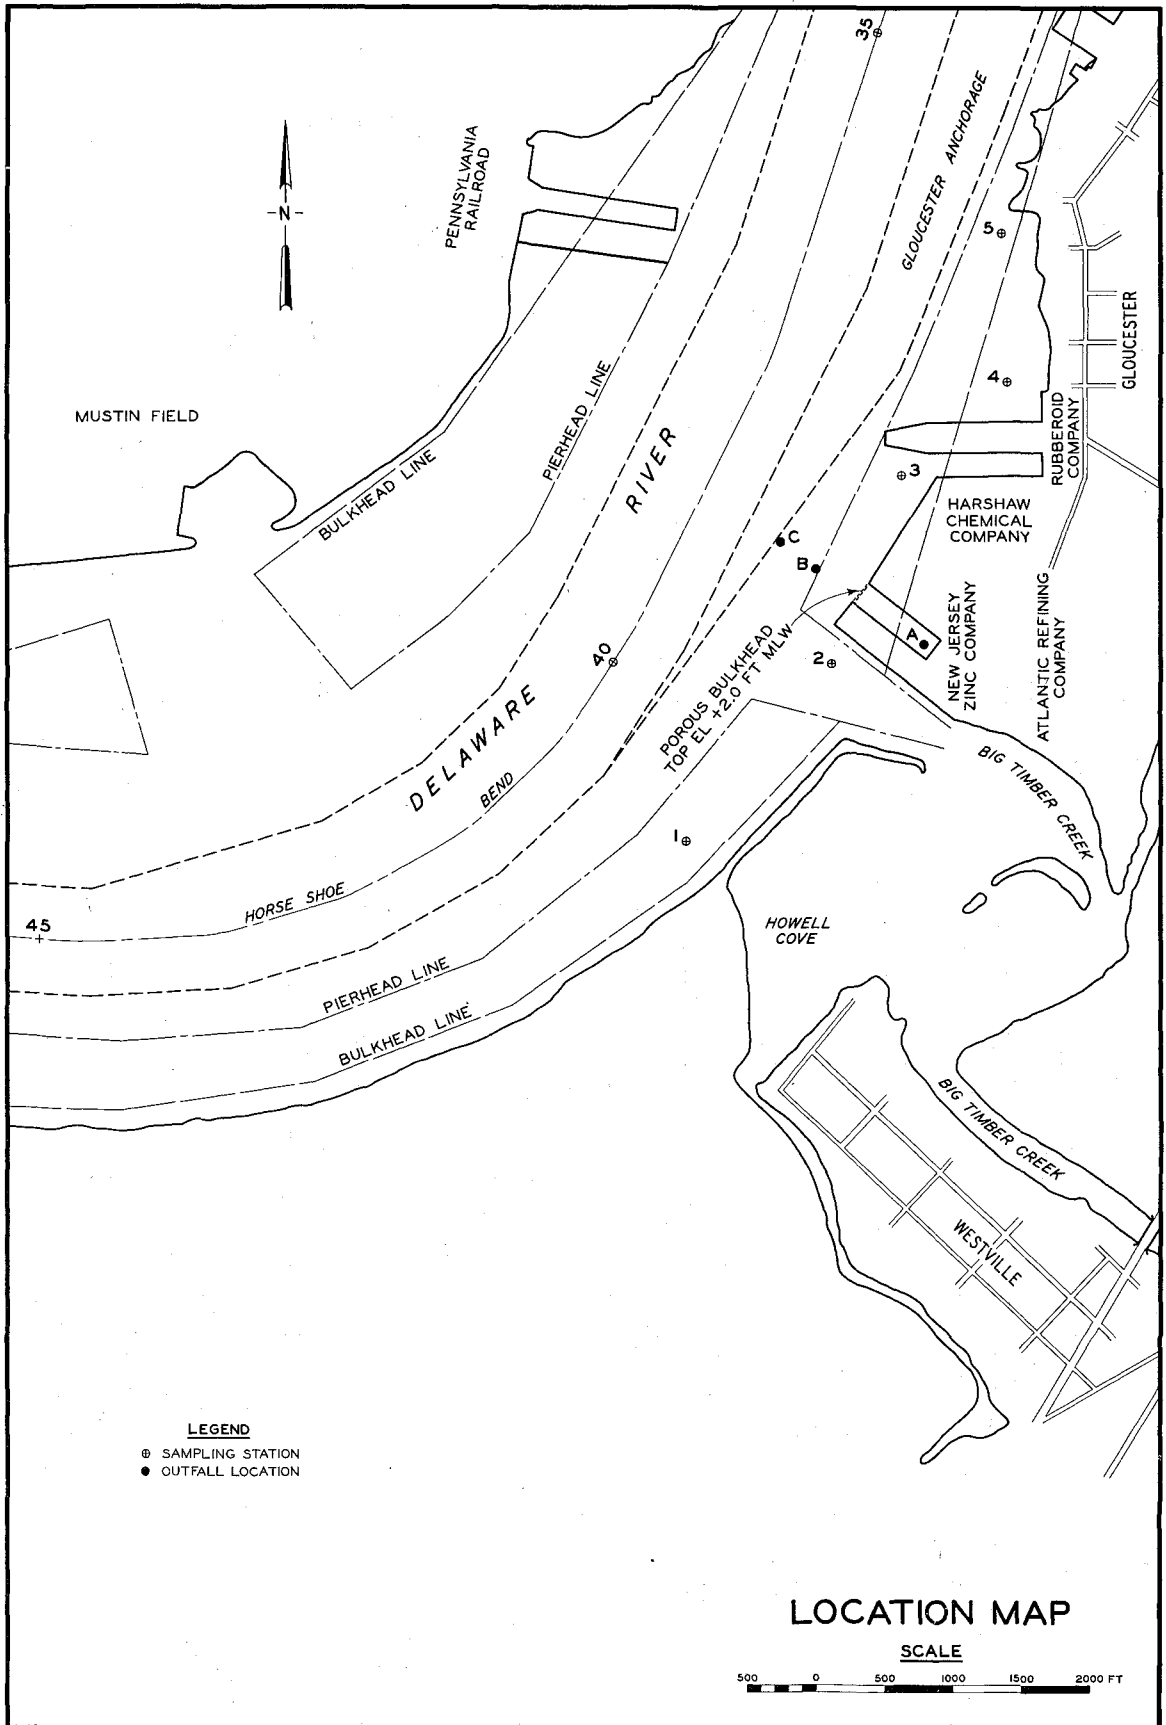 35
GLOUCESTER ANCHORAGE
PENNSYLVANIA
RAILROAD
-N-
5
GLOUCESTER
4
MUSTIN FIELD
PIERHEAD LINE
BULKHEAD LINE
RUBBEROID
COMPANY
3
HARSHAW
CHEMICAL
COMPANY
C
B
A
NEW JERSEY
ZINC COMPANY
ATLANTIC REFINING
COMPANY
POROUS BULKHEAD
TOP EL +2.0 FT MLW
2
40
DELAWARE RIVER
BEND
HORSE SHOE
45
1
BIG TIMBER CREEK
HOWELL
COVE
PIERHEAD LINE
BULKHEAD LINE
BIG TIMBER CREEK
WESTVILLE
LEGEND
⊕ SAMPLING STATION
● OUTFALL LOCATION
LOCATION MAP
SCALE
500 0 500 1000 1500 2000 FT